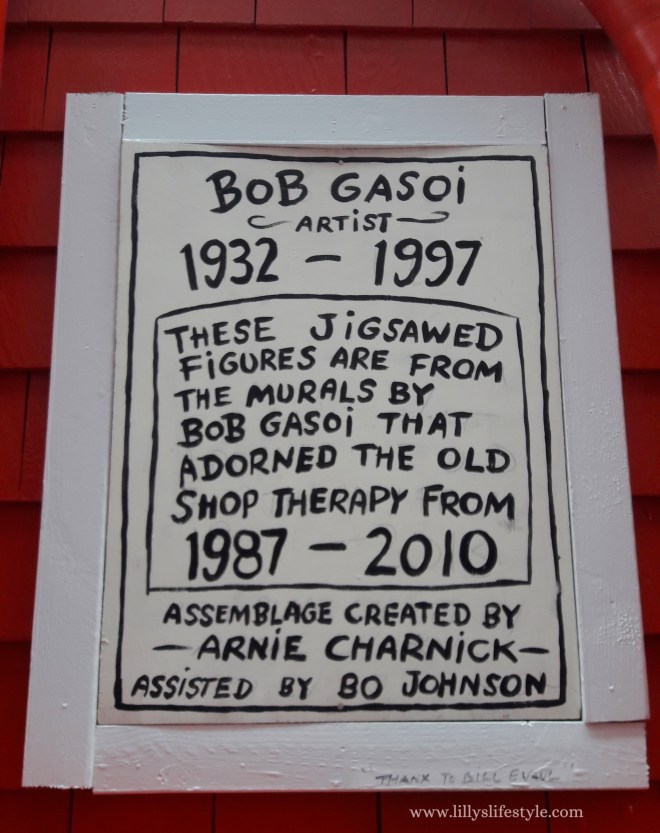 BOB GASOi
ARTiST
1932 – 1997
THESE JiGSAWED
FiGURES ARE FROM
THE MURALS BY
BOB GASOi THAT
ADORNED THE OLD
SHOP THERAPY FROM
1987 – 2010
ASSEMBLAGE CREATED BY
— ARNiE CHARNiCK —
ASSiSTED BY BO JOHNSON
"THANX TO BILL
www.lillyslifestyle.com